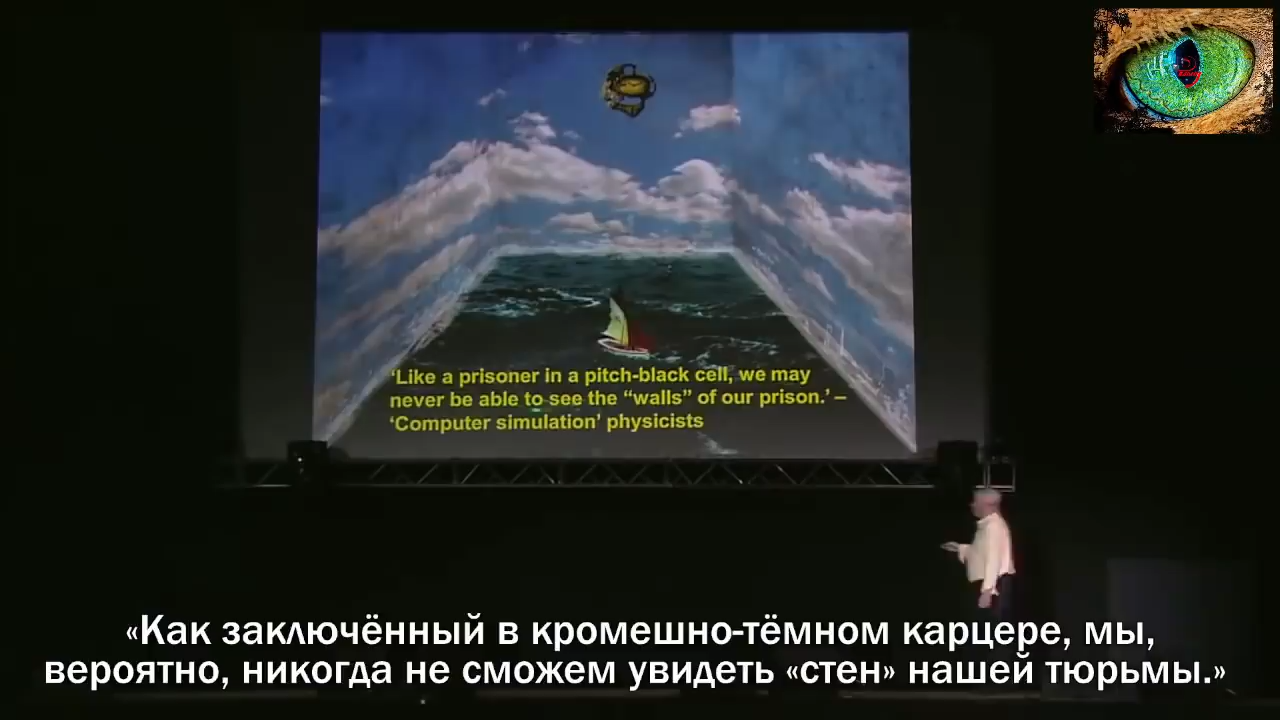 ‘Like a prisoner in a pitch-black cell, we may
never be able to see the “walls” of our prison.’ –
‘Computer simulation’ physicists
«Как заключённый в кромешно-тёмном карцере, мы,
вероятно, никогда не сможем увидеть «стен» нашей тюрьмы.»